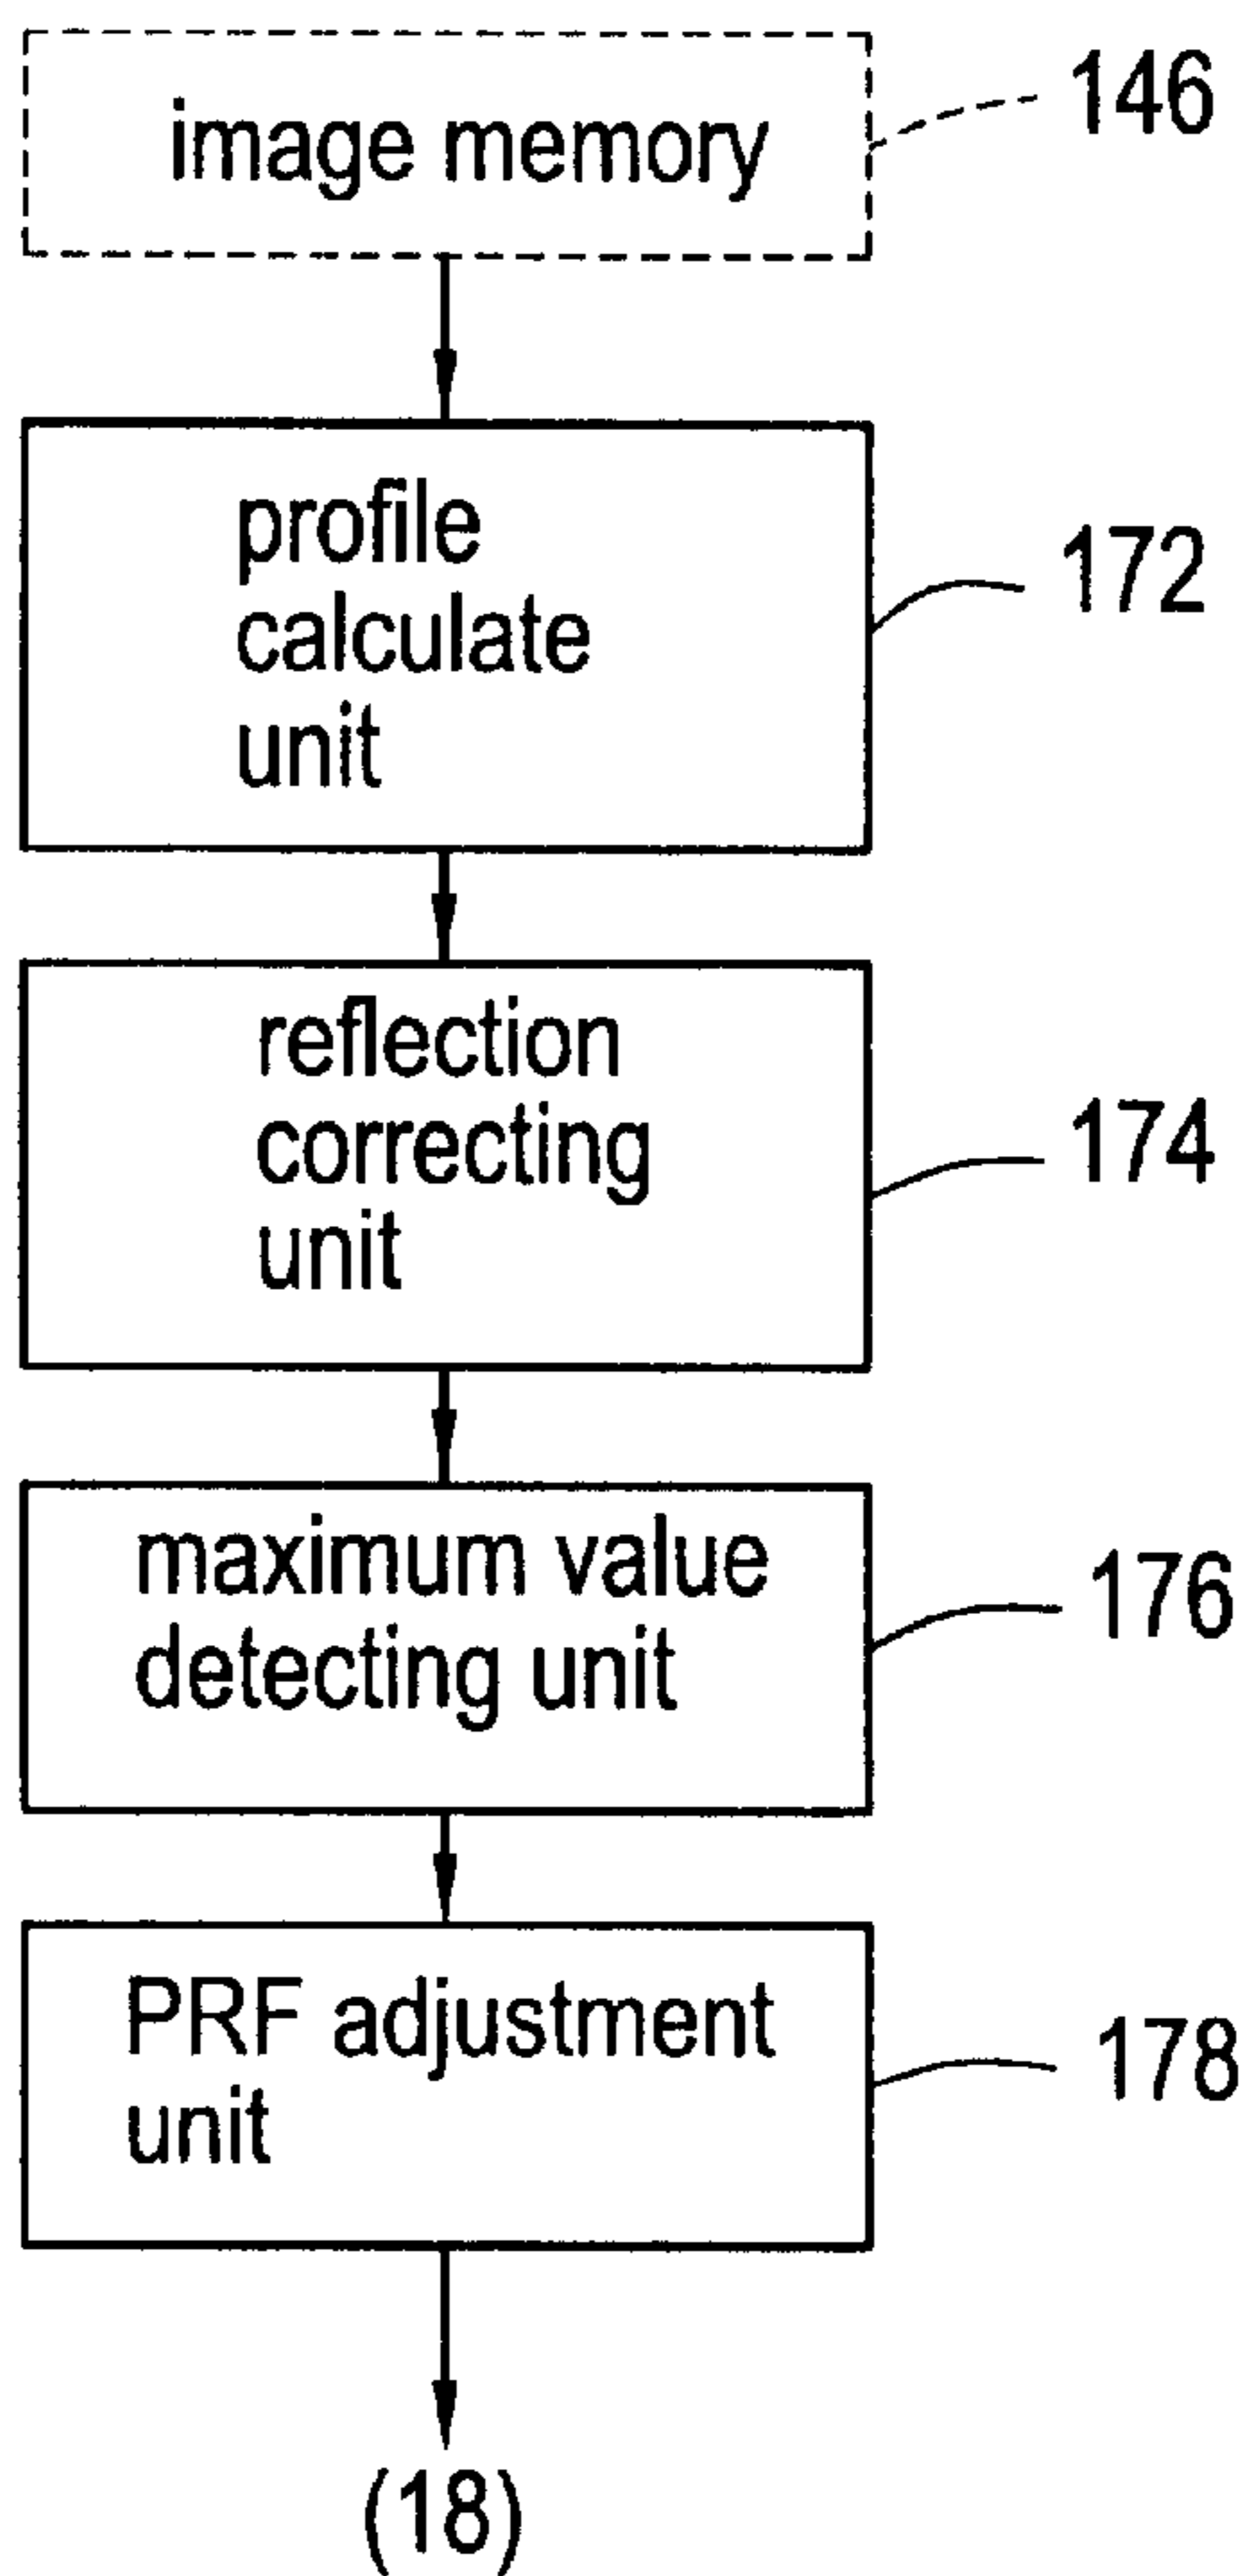 image memory
146
profile
calculate
unit
172
reflection
correcting
unit
174
maximum value
detecting unit
176
PRF adjustment
unit
178
(18)